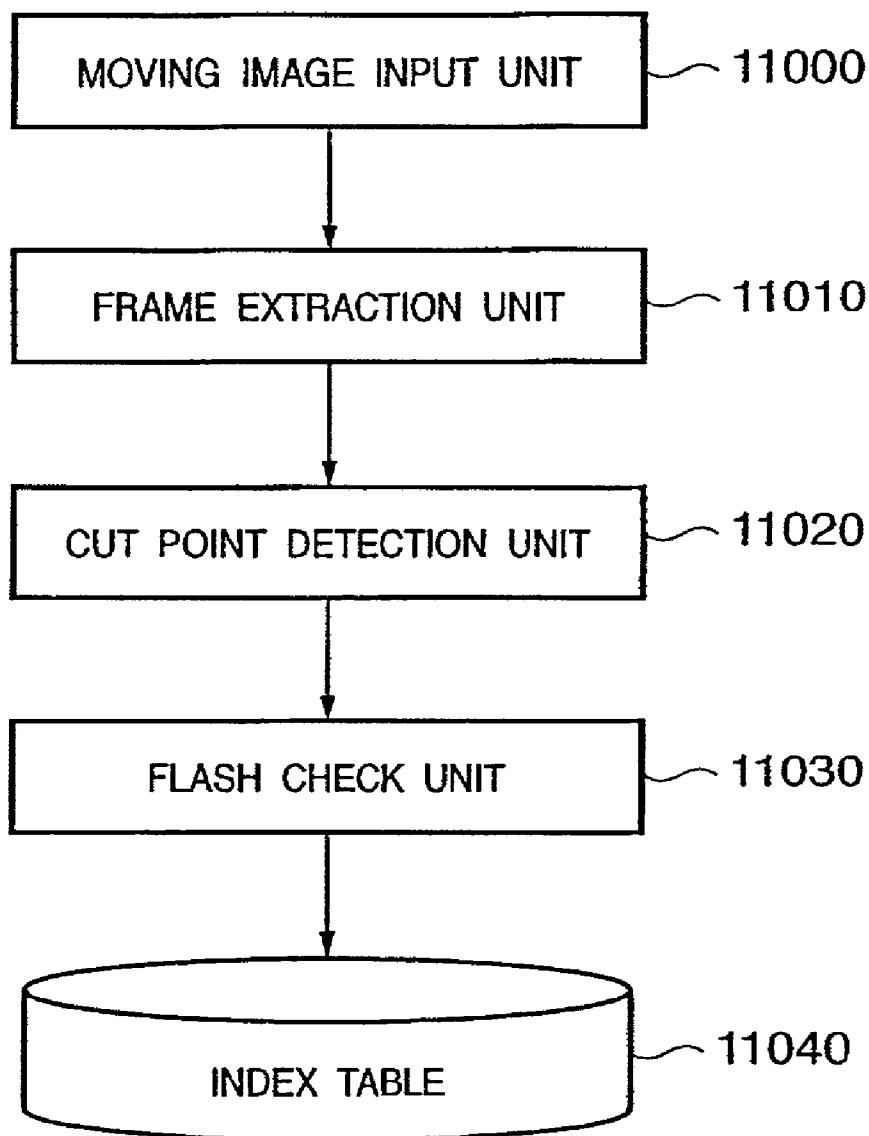 MOVING IMAGE INPUT UNIT 11000
FRAME EXTRACTION UNIT 11010
CUT POINT DETECTION UNIT 11020
FLASH CHECK UNIT 11030
INDEX TABLE 11040